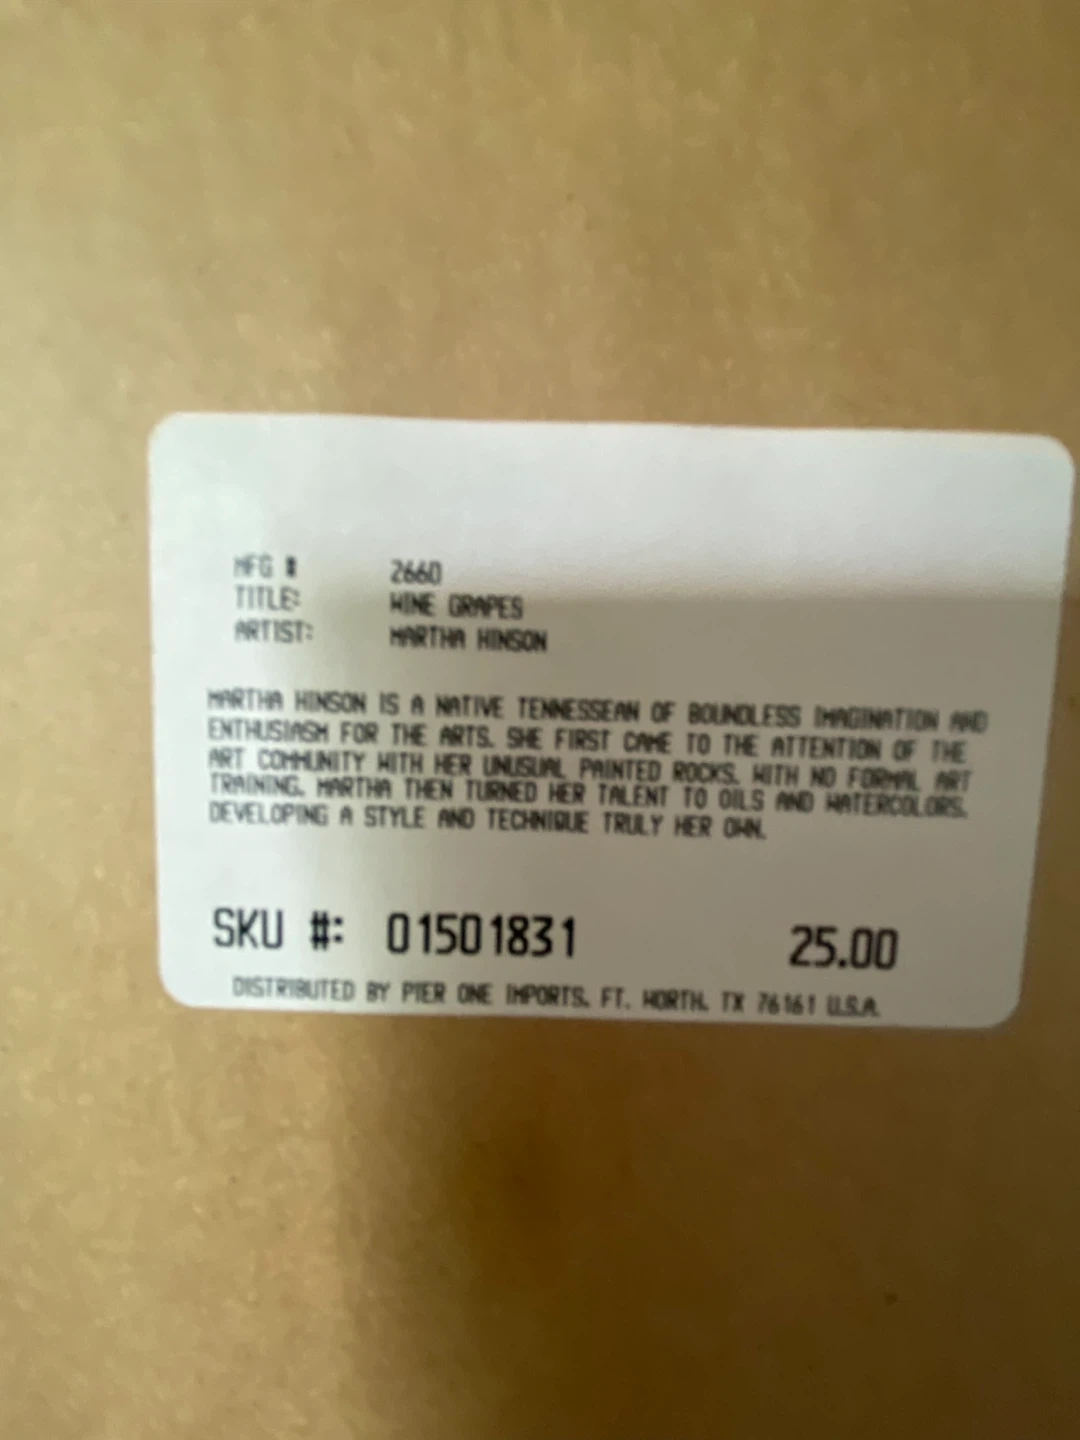 MFG # 2660
TITLE: WINE GRAPES
ARTIST: MARTHA HINSON
MARTHA HINSON IS A NATIVE TENNESSEAN OF BOUNDLESS IMAGINATION AND
ENTHUSIASM FOR THE ARTS. SHE FIRST CAME TO THE ATTENTION OF THE
ART COMMUNITY WITH HER UNUSUAL PAINTED ROCKS. WITH NO FORMAL ART
TRAINING, MARTHA THEN TURNED HER TALENT TO OILS AND WATERCOLORS,
DEVELOPING A STYLE AND TECHNIQUE TRULY HER OWN.
SKU #: 01501831 25.00
DISTRIBUTED BY PIER ONE IMPORTS, FT. WORTH, TX 76161 U.S.A.